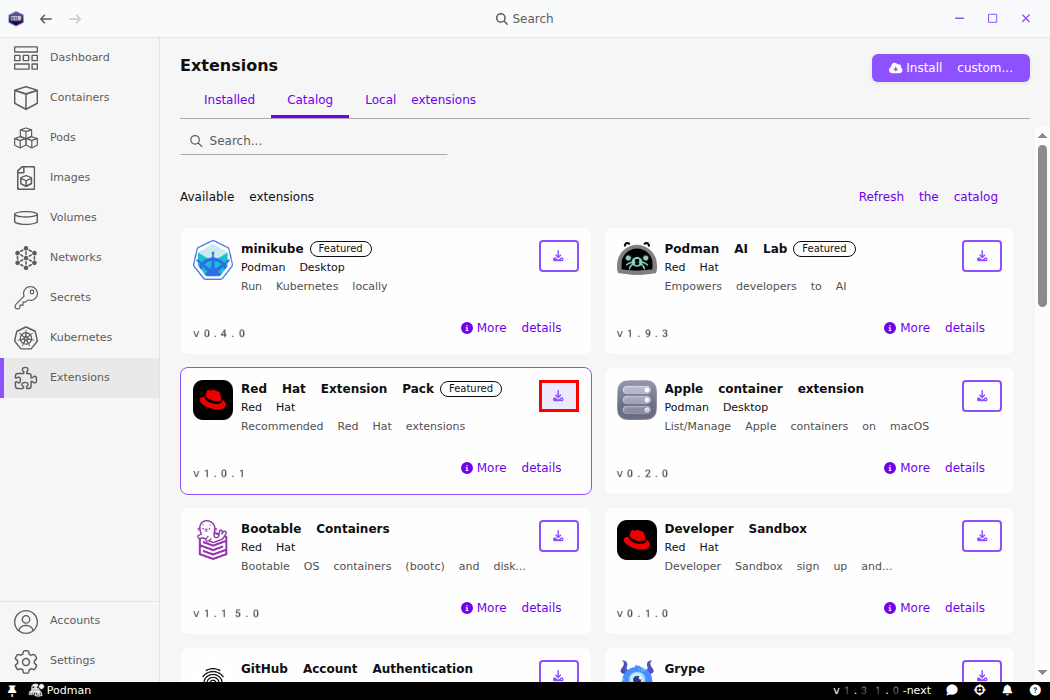 Search
Dashboard
Containers
Pods
Images
Volumes
Networks
Secrets
Kubernetes
Extensions
Accounts
Settings
Extensions
Install custom...
Installed Catalog Local extensions
Search...
Available extensions
Refresh the catalog
minikube Featured
Podman Desktop
Run Kubernetes locally
v0.4.0
More details
Podman AI Lab Featured
Red Hat
Empowers developers to AI
v1.9.3
More details
Red Hat Extension Pack Featured
Red Hat
Recommended Red Hat extensions
v1.0.1
More details
Apple container extension
Podman Desktop
List/Manage Apple containers on macOS
v0.2.0
More details
Bootable Containers
Red Hat
Bootable OS containers (bootc) and disk...
v1.15.0
More details
Developer Sandbox
Red Hat
Developer Sandbox sign up and...
v0.1.0
More details
GitHub Account Authentication
Grype
Podman
v1.31.0-next